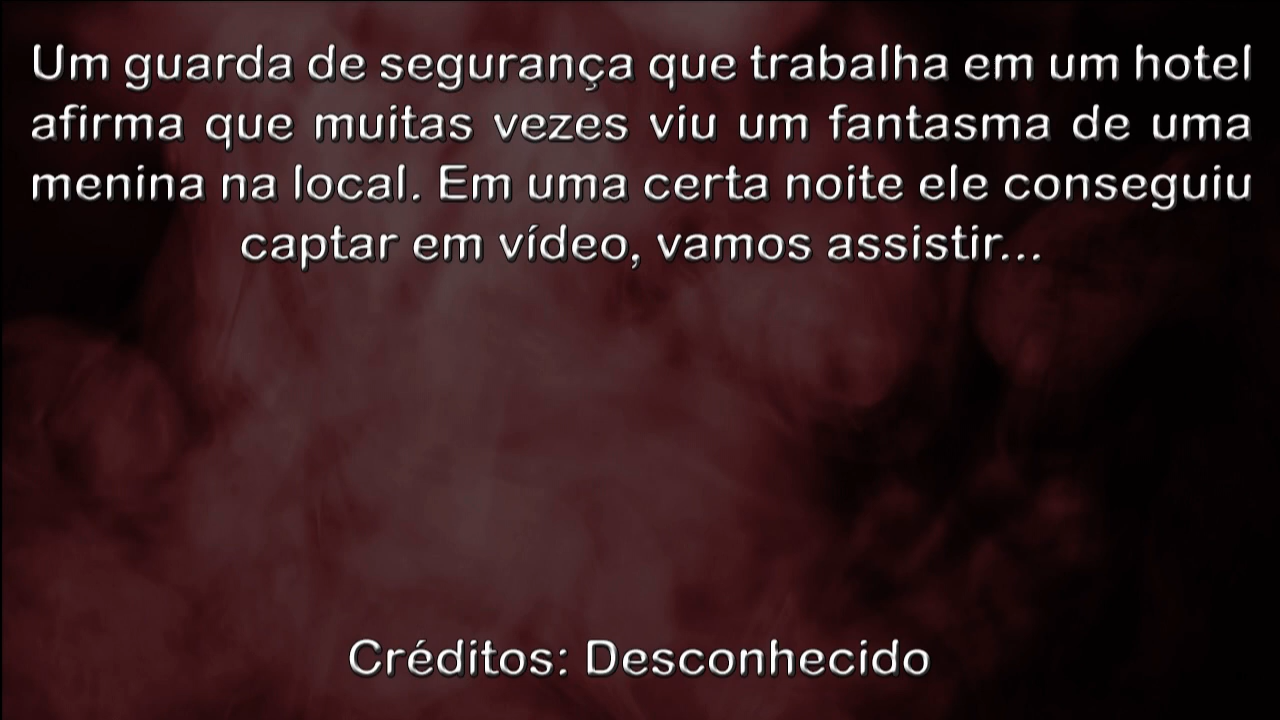 Um guarda de segurança que trabalha em um hotel
afirma que muitas vezes viu um fantasma de uma
menina na local. Em uma certa noite ele conseguiu
captar em vídeo, vamos assistir...
Créditos: Desconhecido